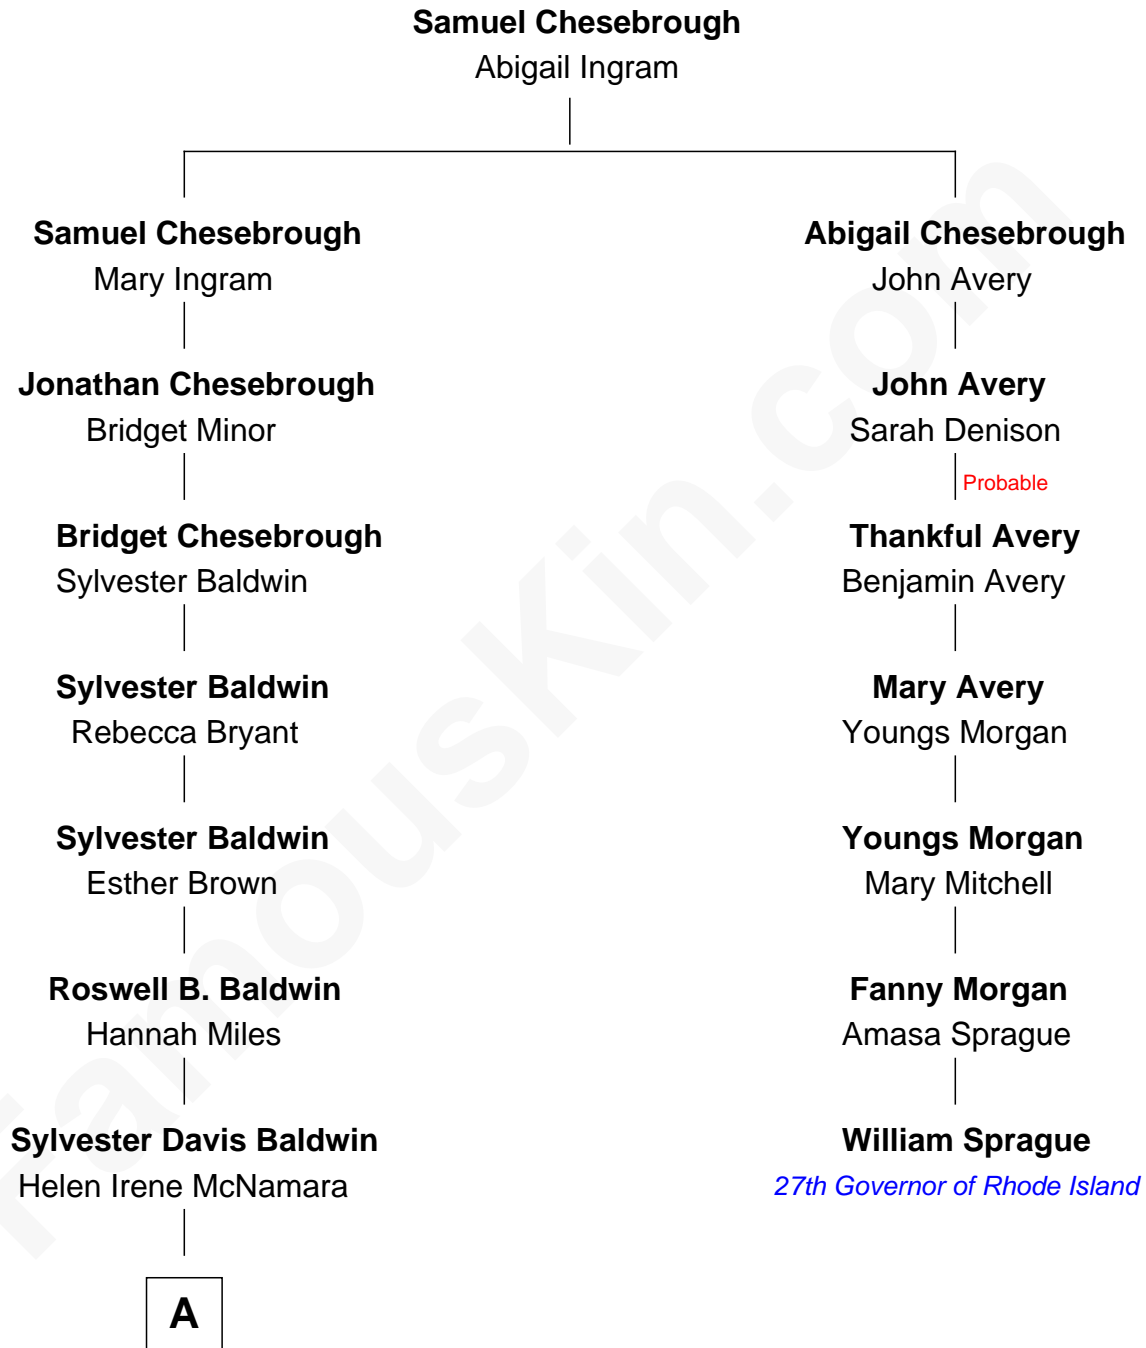 Samuel Chesebrough
Abigail Ingram
Samuel Chesebrough
Mary Ingram
Abigail Chesebrough
John Avery
Jonathan Chesebrough
Bridget Minor
John Avery
Sarah Denison
Probable
Bridget Chesebrough
Sylvester Baldwin
Thankful Avery
Benjamin Avery
Sylvester Baldwin
Rebecca Bryant
Mary Avery
Youngs Morgan
Sylvester Baldwin
Esther Brown
Youngs Morgan
Mary Mitchell
Roswell B. Baldwin
Hannah Miles
Fanny Morgan
Amasa Sprague
Sylvester Davis Baldwin
Helen Irene McNamara
William Sprague
27th Governor of Rhode Island
A
FamousKin.com